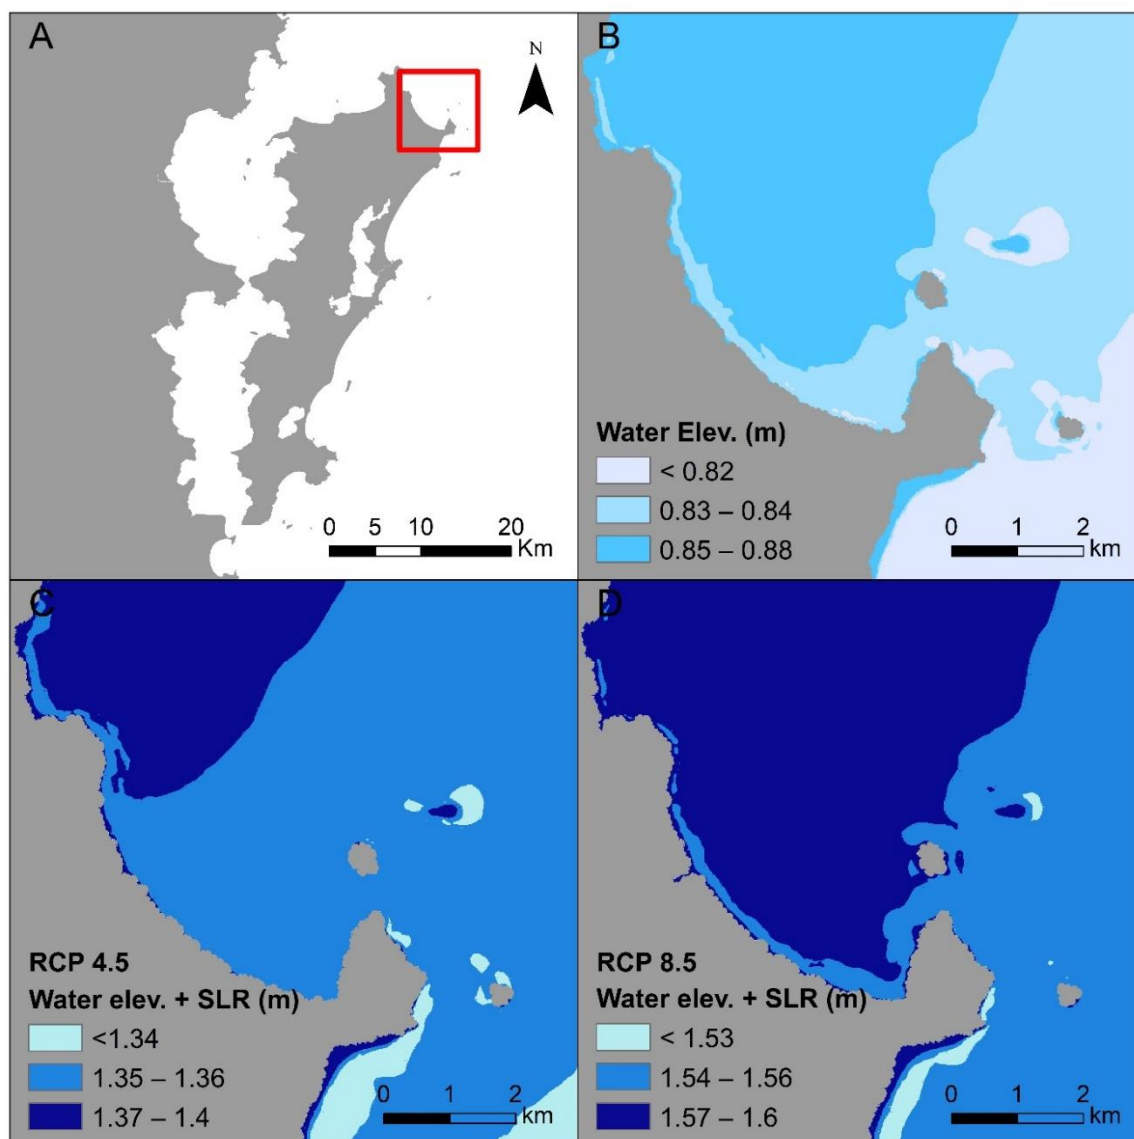 A
N
0 5 10 20
Km
B
Water Elev. (m)
< 0.82
0.83 – 0.84
0.85 – 0.88
0 1 2
km
C
RCP 4.5
Water elev. + SLR (m)
<1.34
1.35 – 1.36
1.37 – 1.4
0 1 2
km
D
RCP 8.5
Water elev. + SLR (m)
< 1.53
1.54 – 1.56
1.57 – 1.6
0 1 2
km